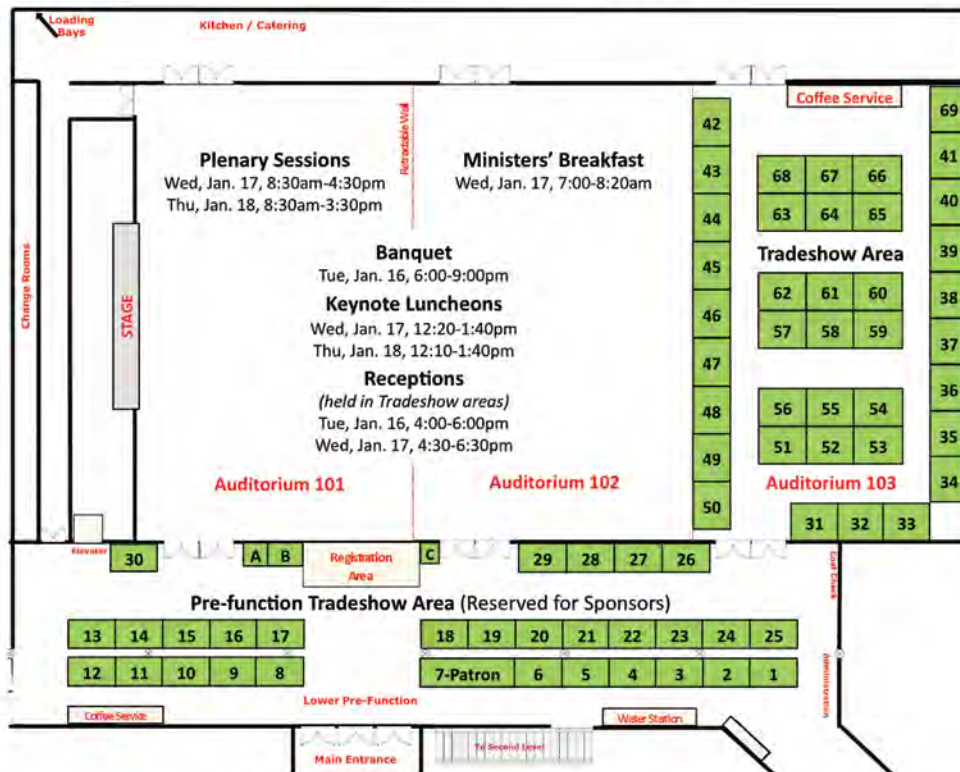 Loading
Bays
Kitchen / Catering
Coffee Service
Retractable Wall
Change Rooms
STAGE
Plenary Sessions
Wed, Jan. 17, 8:30am-4:30pm
Thu, Jan. 18, 8:30am-3:30pm
Ministers' Breakfast
Wed, Jan. 17, 7:00-8:20am
Banquet
Tue, Jan. 16, 6:00-9:00pm
Keynote Luncheons
Wed, Jan. 17, 12:20-1:40pm
Thu, Jan. 18, 12:10-1:40pm
Receptions
(held in Tradeshow areas)
Tue, Jan. 16, 4:00-6:00pm
Wed, Jan. 17, 4:30-6:30pm
Auditorium 101
Auditorium 102
42
43
44
45
46
47
48
49
50
68 67 66
63 64 65
Tradeshow Area
62 61 60
57 58 59
56 55 54
51 52 53
Auditorium 103
69
41
40
39
38
37
36
35
34
31 32 33
Elevator
30
A B
Registration
Area
C
29 28 27 26
Coat Check
Pre-function Tradeshow Area (Reserved for Sponsors)
13 14 15 16 17
18 19 20 21 22 23 24 25
12 11 10 9 8
7-Patron 6 5 4 3 2 1
Administration
Lower Pre-Function
Coffee Service
Water Station
To Second Level
Main Entrance